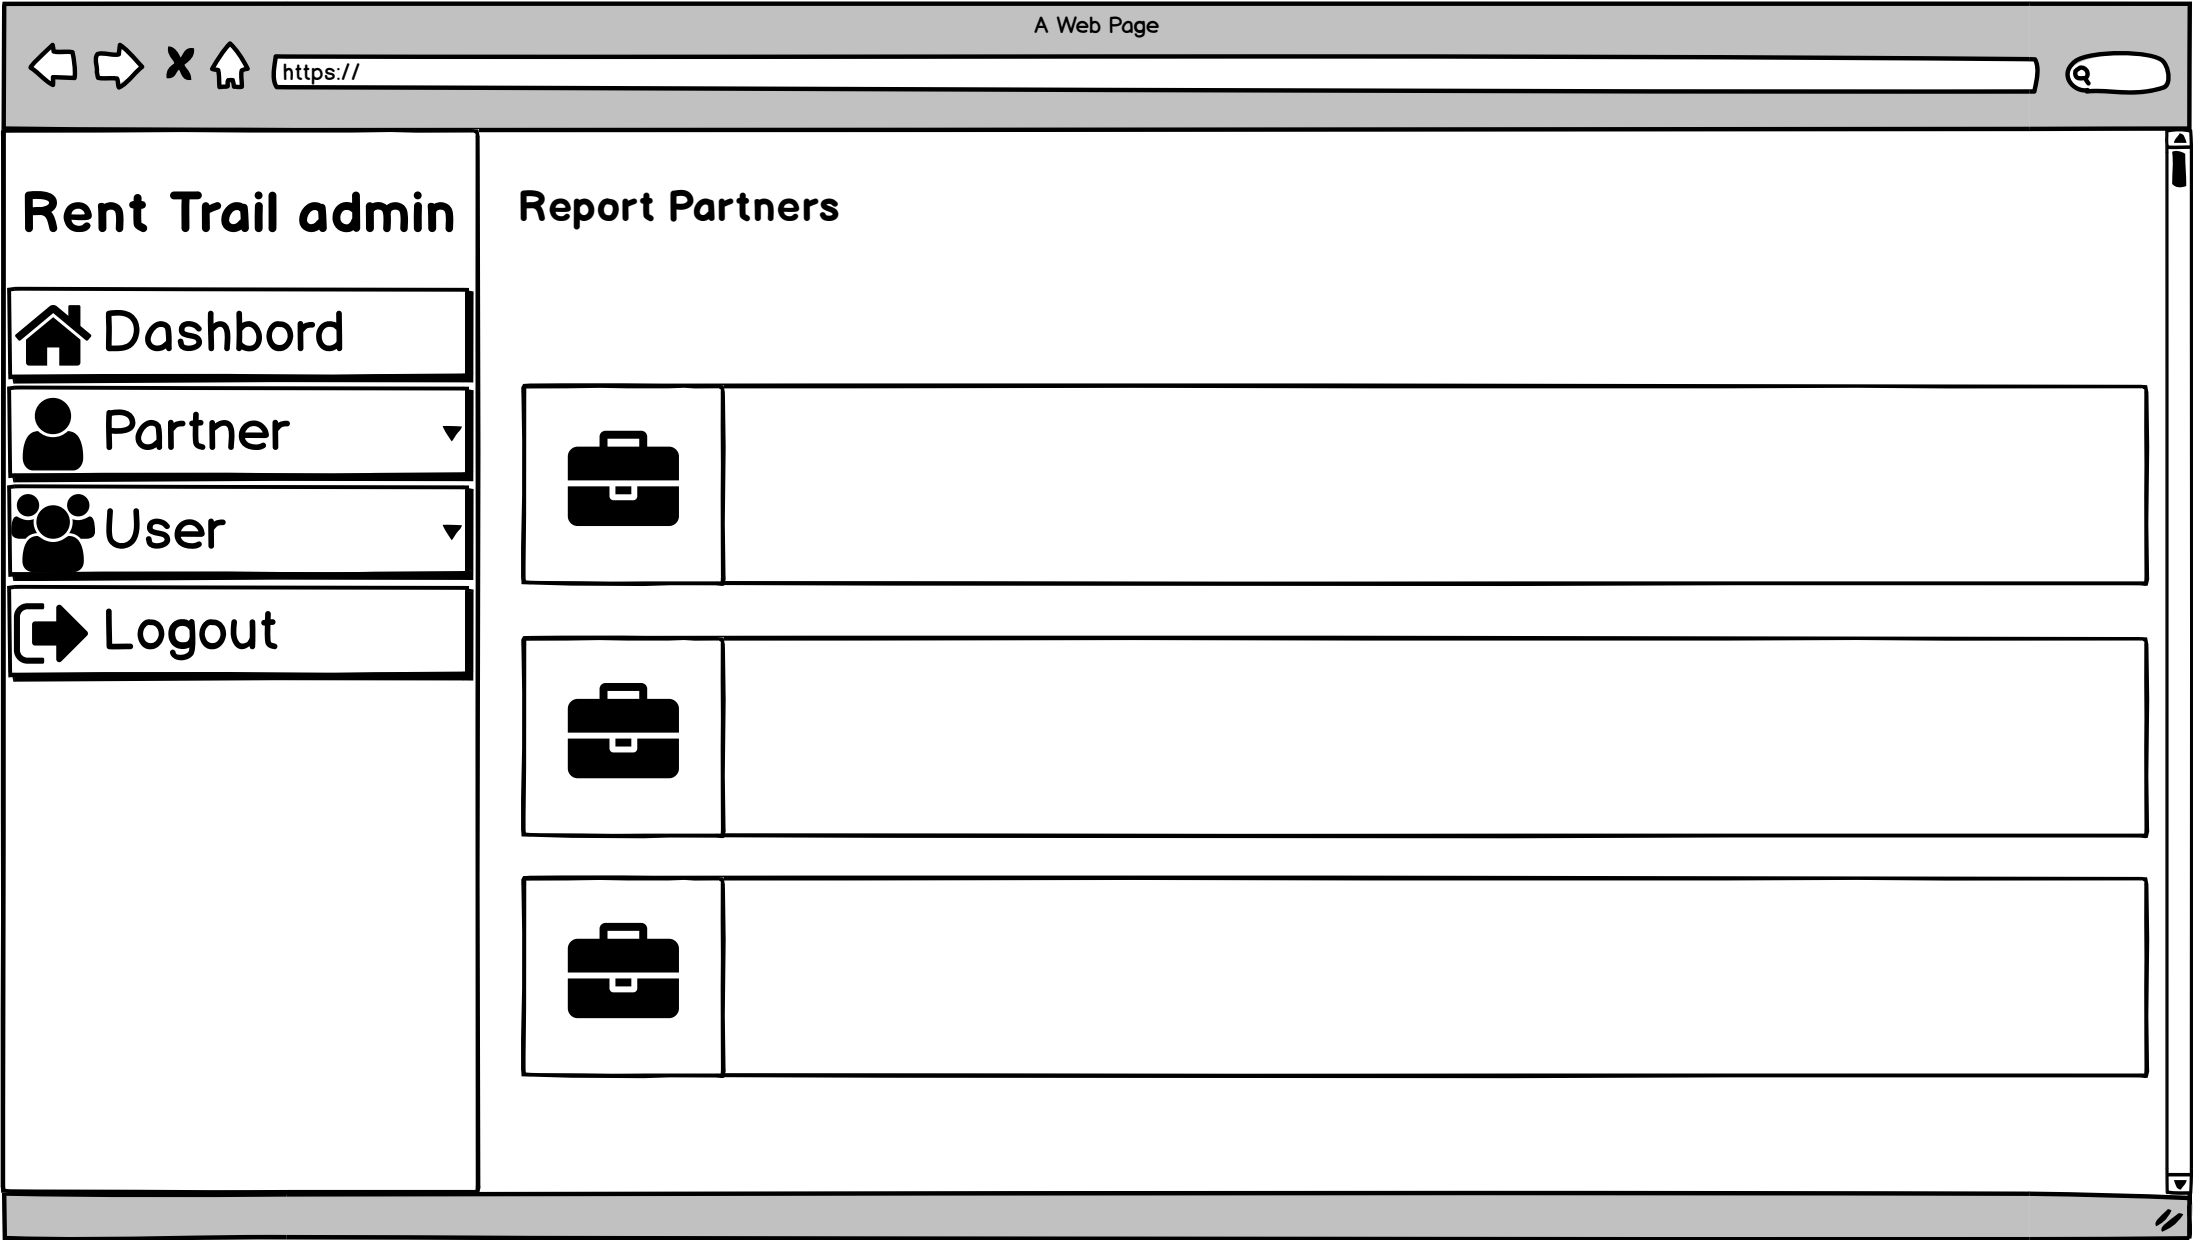 A Web Page
https://
Rent Trail admin
Report Partners
Dashbord
Partner
User
Logout